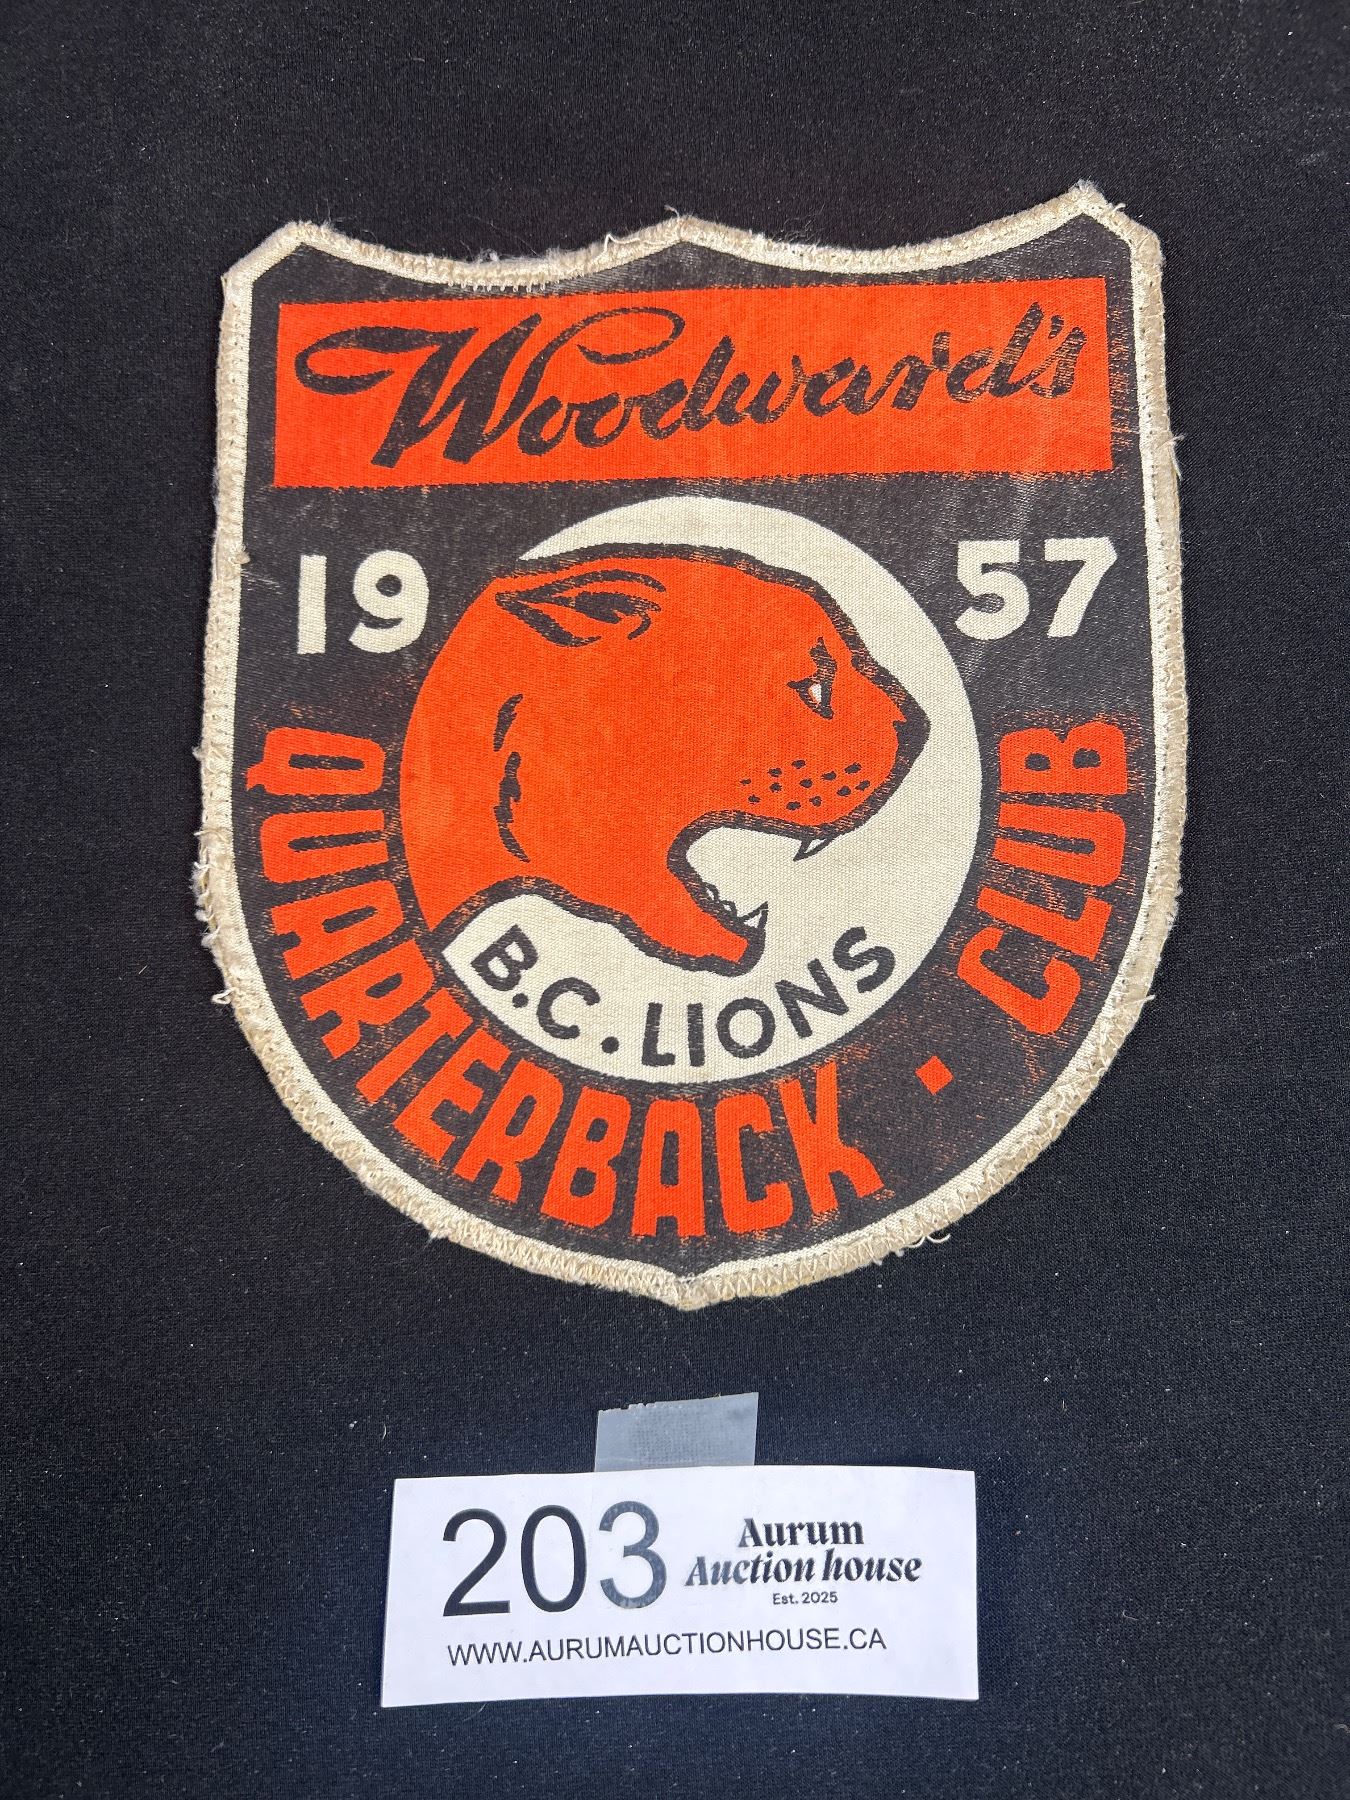 Woodward's
19 57
B.C. LIONS
QUARTERBACK · CLUB
203
Aurum
Auction house
Est. 2025
WWW.AURUMAUCTIONHOUSE.CA